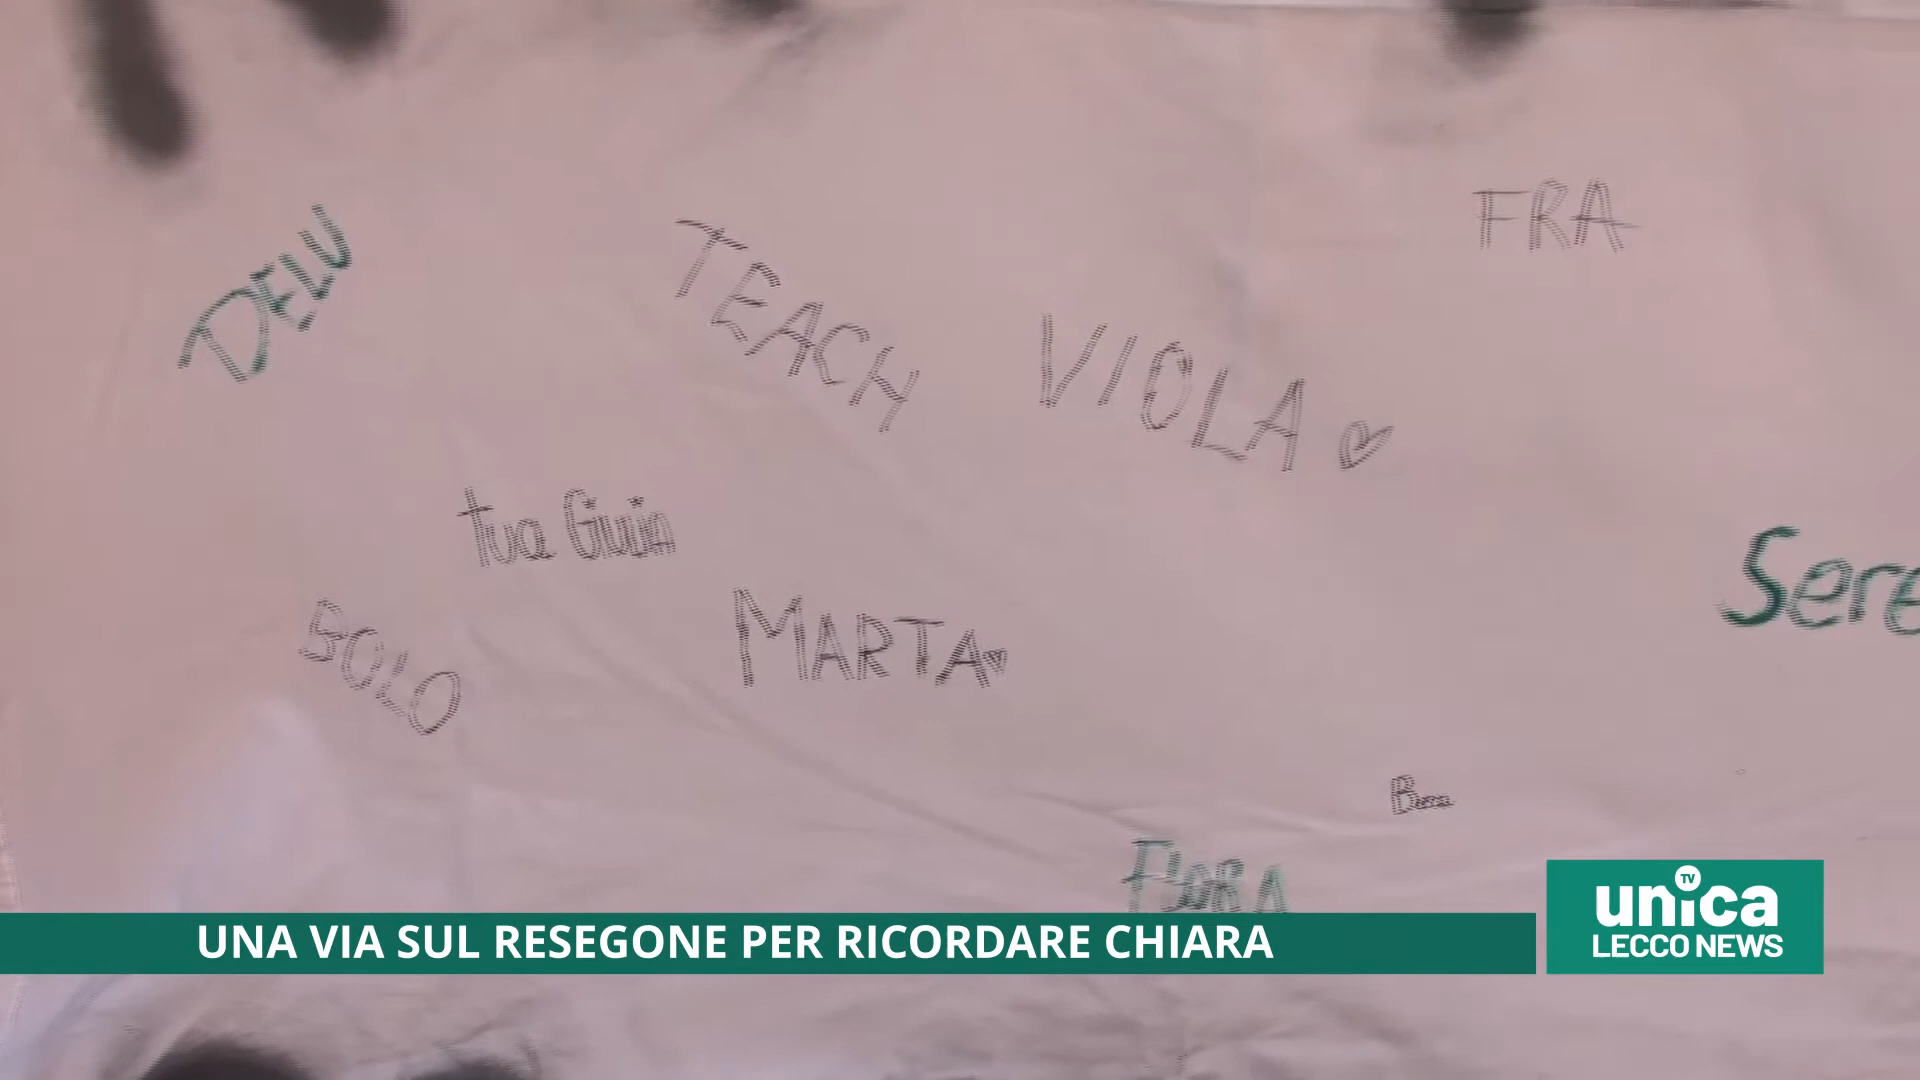 FRA
DELU
TEACH
VIOLA
tua Giulia
Sere
SOLO
MARTA
UNA VIA SUL RESEGONE PER RICORDARE CHIARA
unica TV
LECCO NEWS